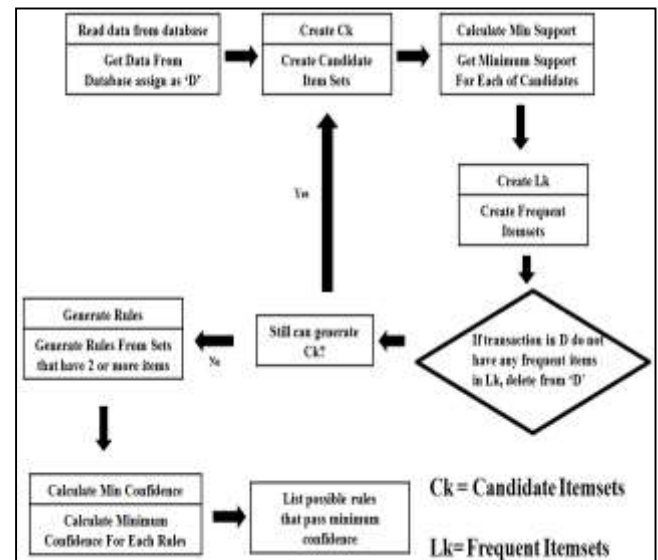 Read data from database
Get Data From
Database assign as 'D'
Create Ck
Create Candidate
Item Sets
Calculate Min Support
Get Minimum Support
For Each of Candidates
Create Lk
Create Frequent
Itemsets
If transaction in D do not
have any frequent items
in Lk, delete from 'D'
Still can generate
Ck?
Yes
No
Generate Rules
Generate Rules From Sets
that have 2 or more items
Calculate Min Confidence
Calculate Minimum
Confidence For Each Rules
List possible rules
that pass minimum
confidence
Ck= Candidate Itemsets
Lk= Frequent Itemsets